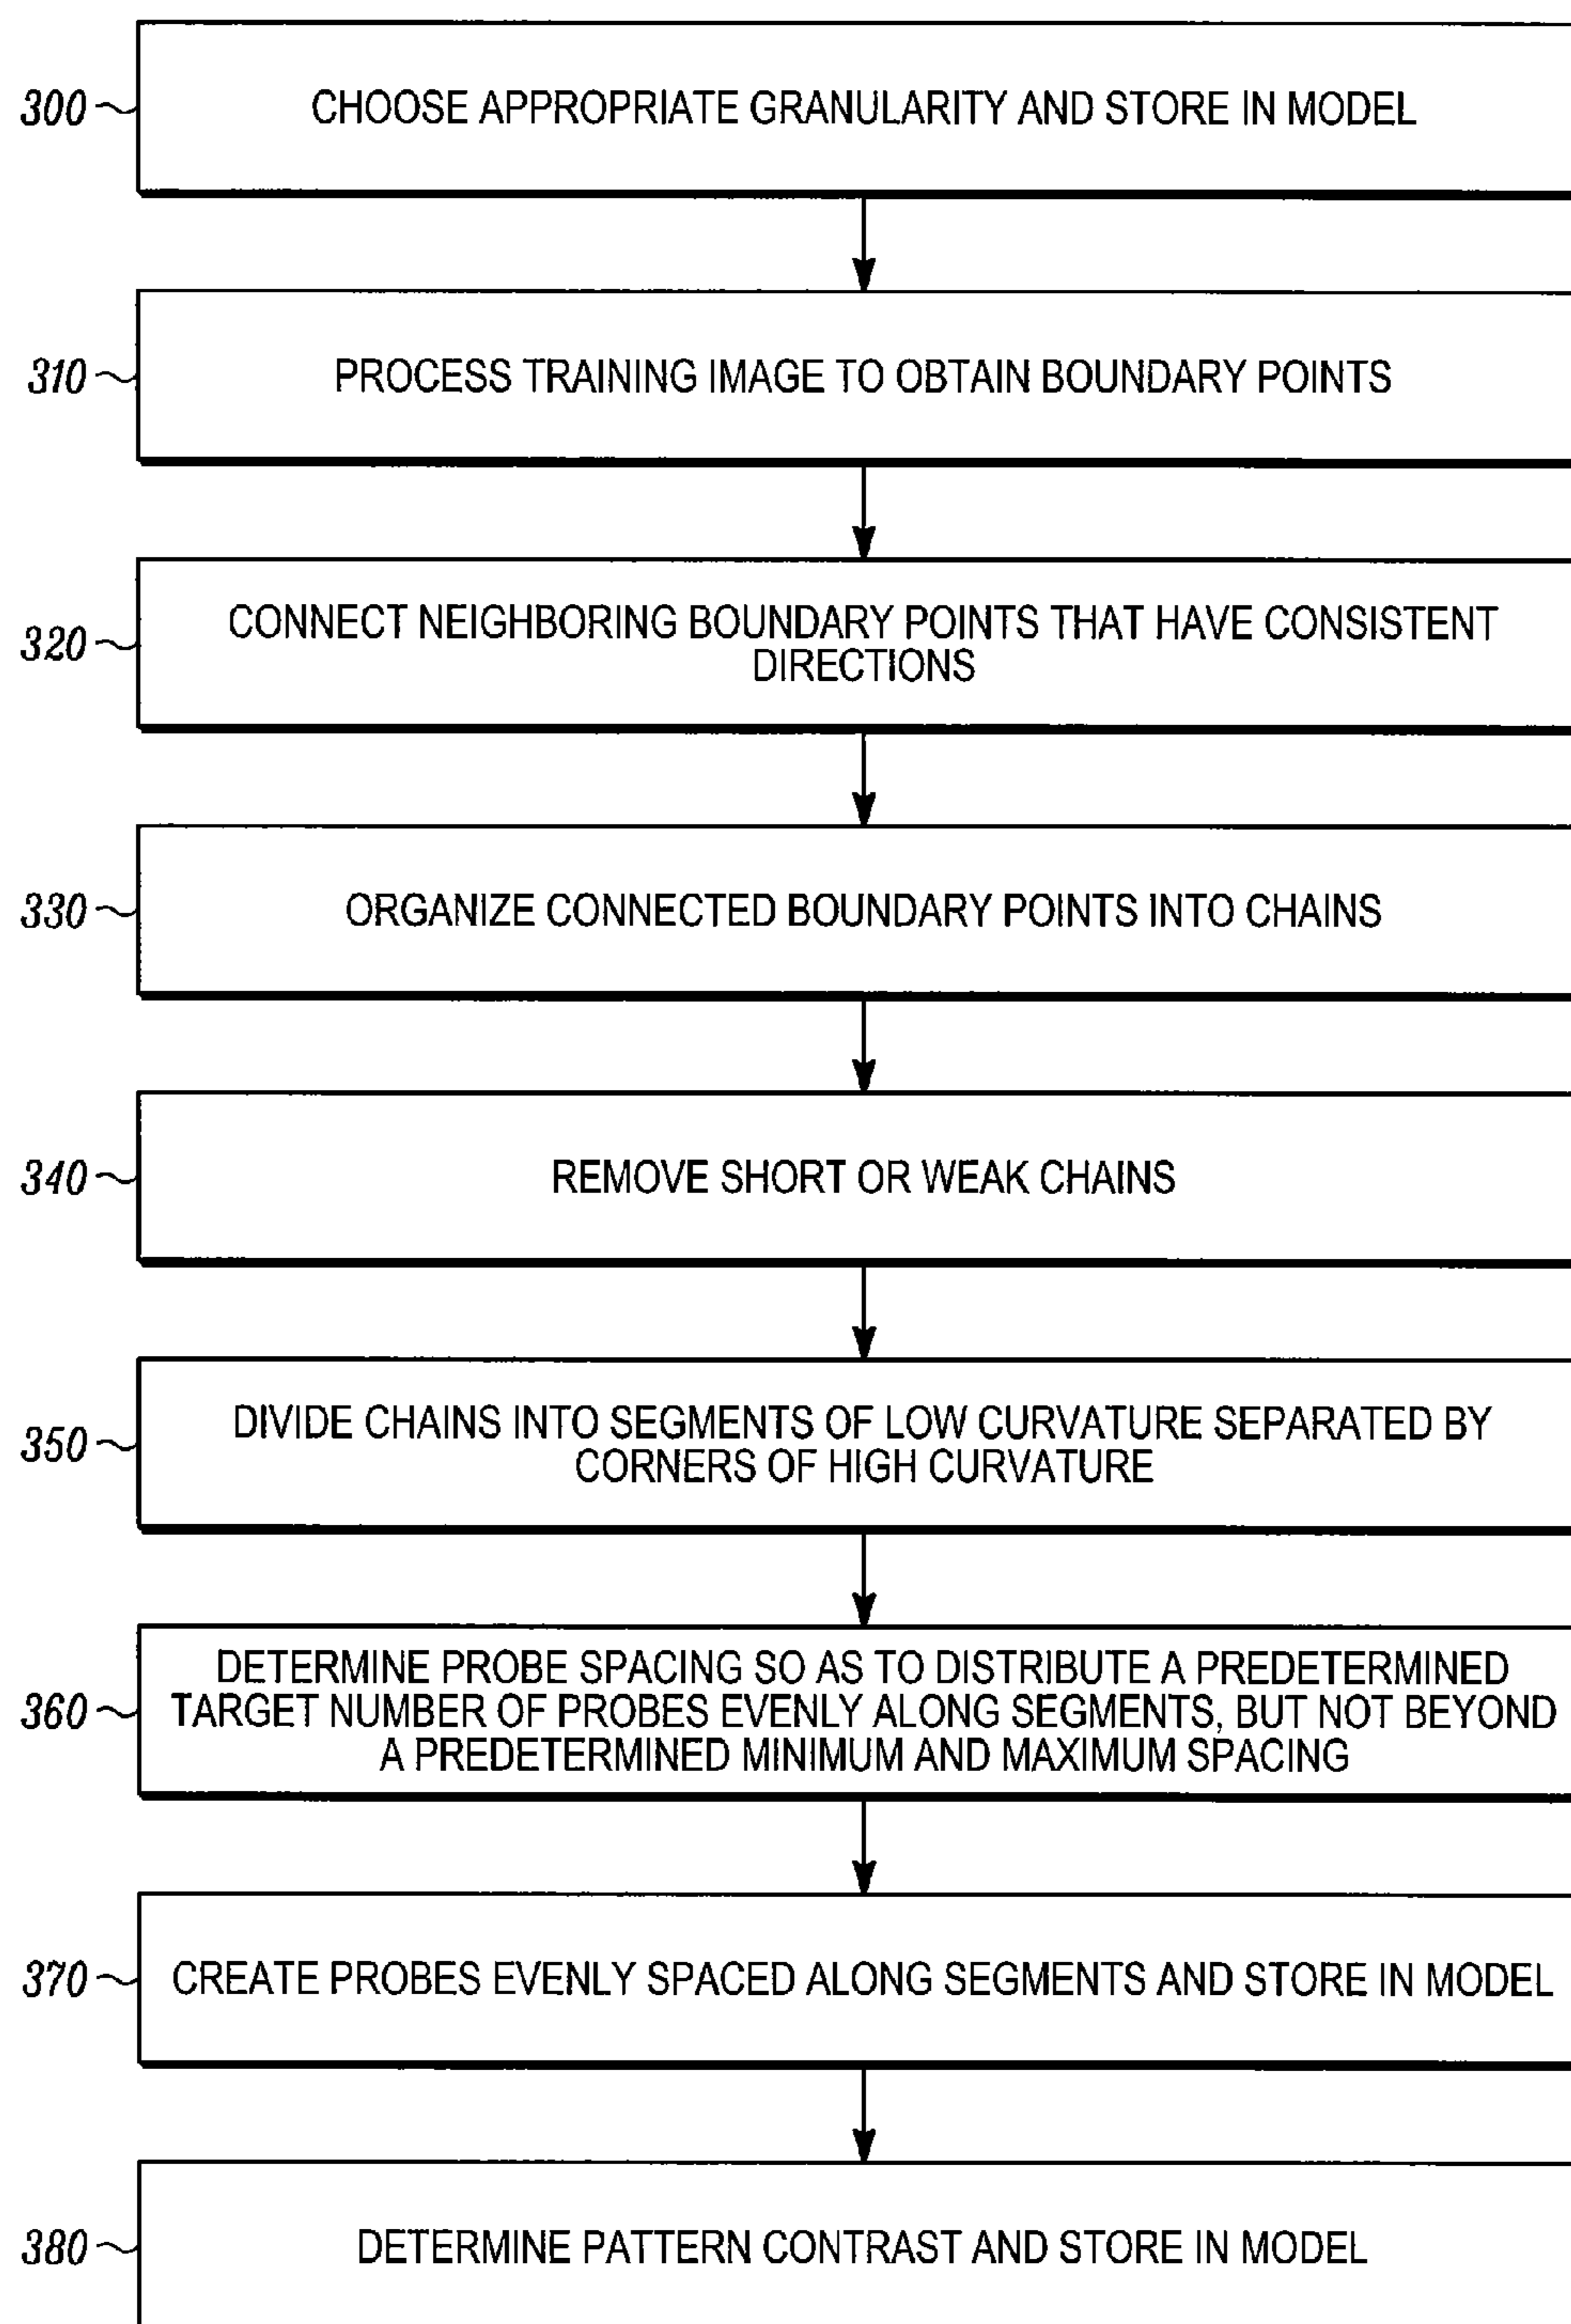 300
CHOOSE APPROPRIATE GRANULARITY AND STORE IN MODEL
310
PROCESS TRAINING IMAGE TO OBTAIN BOUNDARY POINTS
320
CONNECT NEIGHBORING BOUNDARY POINTS THAT HAVE CONSISTENT
DIRECTIONS
330
ORGANIZE CONNECTED BOUNDARY POINTS INTO CHAINS
340
REMOVE SHORT OR WEAK CHAINS
350
DIVIDE CHAINS INTO SEGMENTS OF LOW CURVATURE SEPARATED BY
CORNERS OF HIGH CURVATURE
360
DETERMINE PROBE SPACING SO AS TO DISTRIBUTE A PREDETERMINED
TARGET NUMBER OF PROBES EVENLY ALONG SEGMENTS, BUT NOT BEYOND
A PREDETERMINED MINIMUM AND MAXIMUM SPACING
370
CREATE PROBES EVENLY SPACED ALONG SEGMENTS AND STORE IN MODEL
380
DETERMINE PATTERN CONTRAST AND STORE IN MODEL